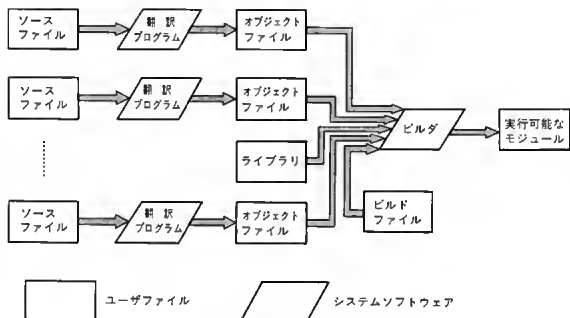 ソース
ファイル
翻訳
プログラム
オブジェクト
ファイル
ソース
ファイル
翻訳
プログラム
オブジェクト
ファイル
ビルダ
実行可能な
モジュール
ライブラリ
ビルド
ファイル
ソース
ファイル
翻訳
プログラム
オブジェクト
ファイル
ユーザファイル
システムソフトウェア